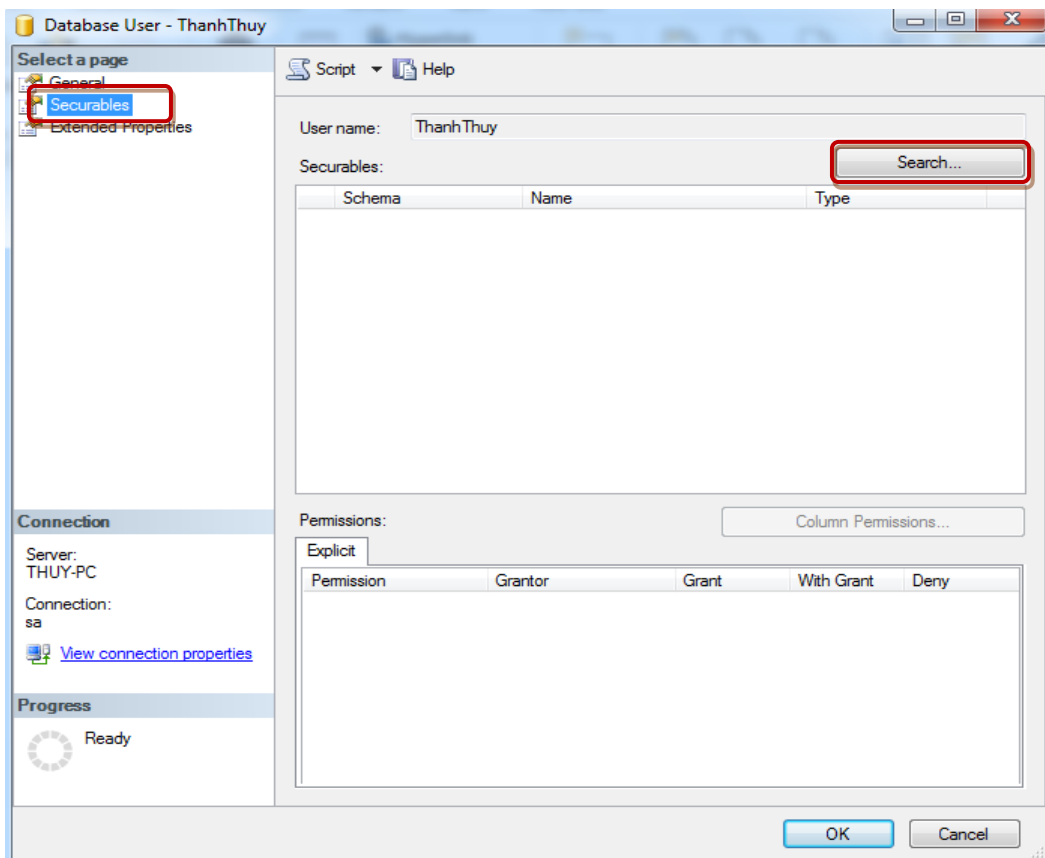 Database User - ThanhThuy
Select a page
General
Securables
Extended Properties
Script
Help
User name: ThanhThuy
Securables:
Search...
Schema Name Type
Connection
Server:
THUY-PC
Connection:
sa
View connection properties
Progress
Ready
Permissions:
Column Permissions...
Explicit
Permission Grantor Grant With Grant Deny
OK Cancel